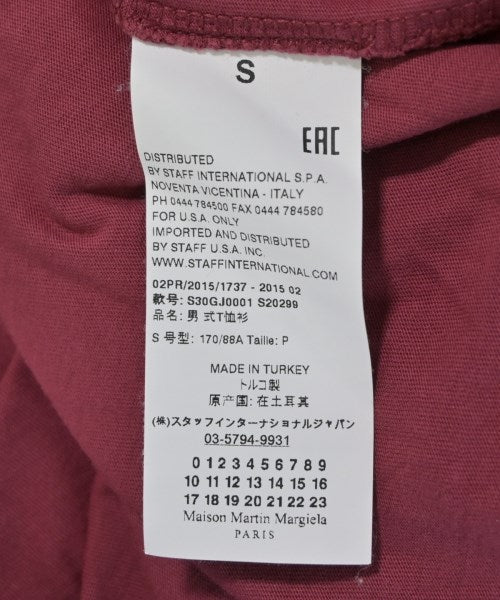 S
EAC
DISTRIBUTED
BY STAFF INTERNATIONAL S.P.A.
NOVENTA VICENTINA - ITALY
PH 0444 784500 FAX 0444 784580
FOR U.S.A. ONLY
IMPORTED AND DISTRIBUTED
BY STAFF U.S.A. INC.
WWW.STAFFINTERNATIONAL.COM
02PR/2015/1737 - 2015 02
款号: S30GJ0001 S20299
品名: 男 式T恤衫
S 号型: 170/88A Taille: P
MADE IN TURKEY
トルコ製
原产国: 在土耳其
(株)スタッフインターナショナルジャパン
03-5794-9931
0 1 2 3 4 5 6 7 8 9
10 11 12 13 14 15 16
17 18 19 20 21 22 23
Maison Martin Margiela
PARIS